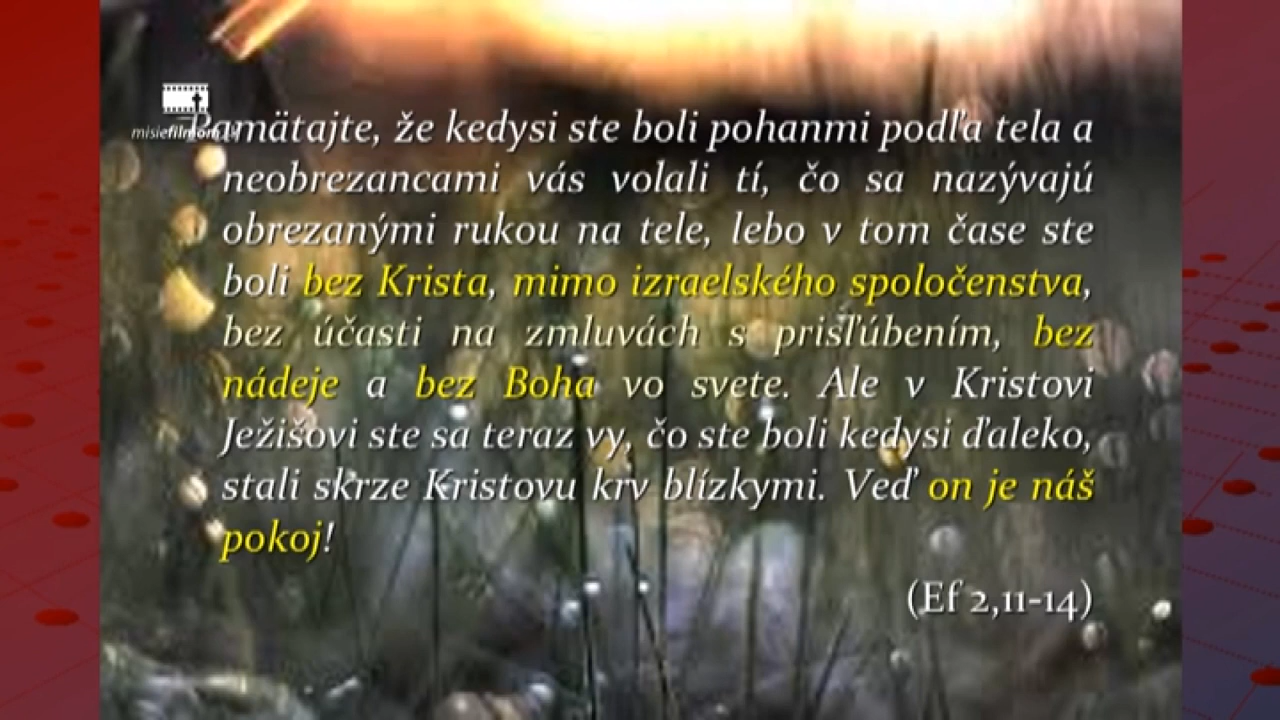 misiefilmom.sk
Pamätajte, že kedysi ste boli pohanmi podľa tela a
neobrezancami vás volali tí, čo sa nazývajú
obrezanými rukou na tele, lebo v tom čase ste
boli bez Krista, mimo izraelského spoločenstva,
bez účasti na zmluvách s prisľúbením, bez
nádeje a bez Boha vo svete. Ale v Kristovi
Ježišovi ste sa teraz vy, čo ste boli kedysi ďaleko,
stali skrze Kristovu krv blízkymi. Veď on je náš
pokoj!
(Ef 2,11-14)